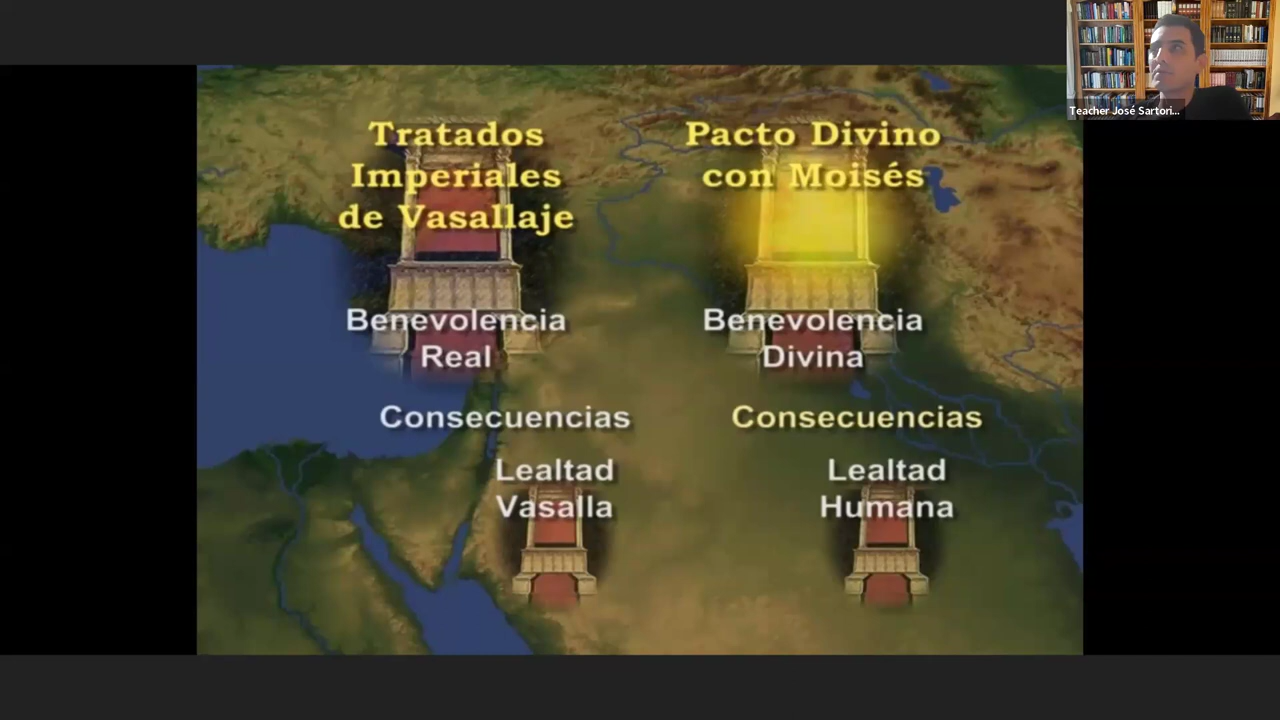 Teacher José Sartori...
Tratados
Imperiales
de Vasallaje
Benevolencia
Real
Consecuencias
Lealtad
Vasalla
Pacto Divino
con Moisés
Benevolencia
Divina
Consecuencias
Lealtad
Humana